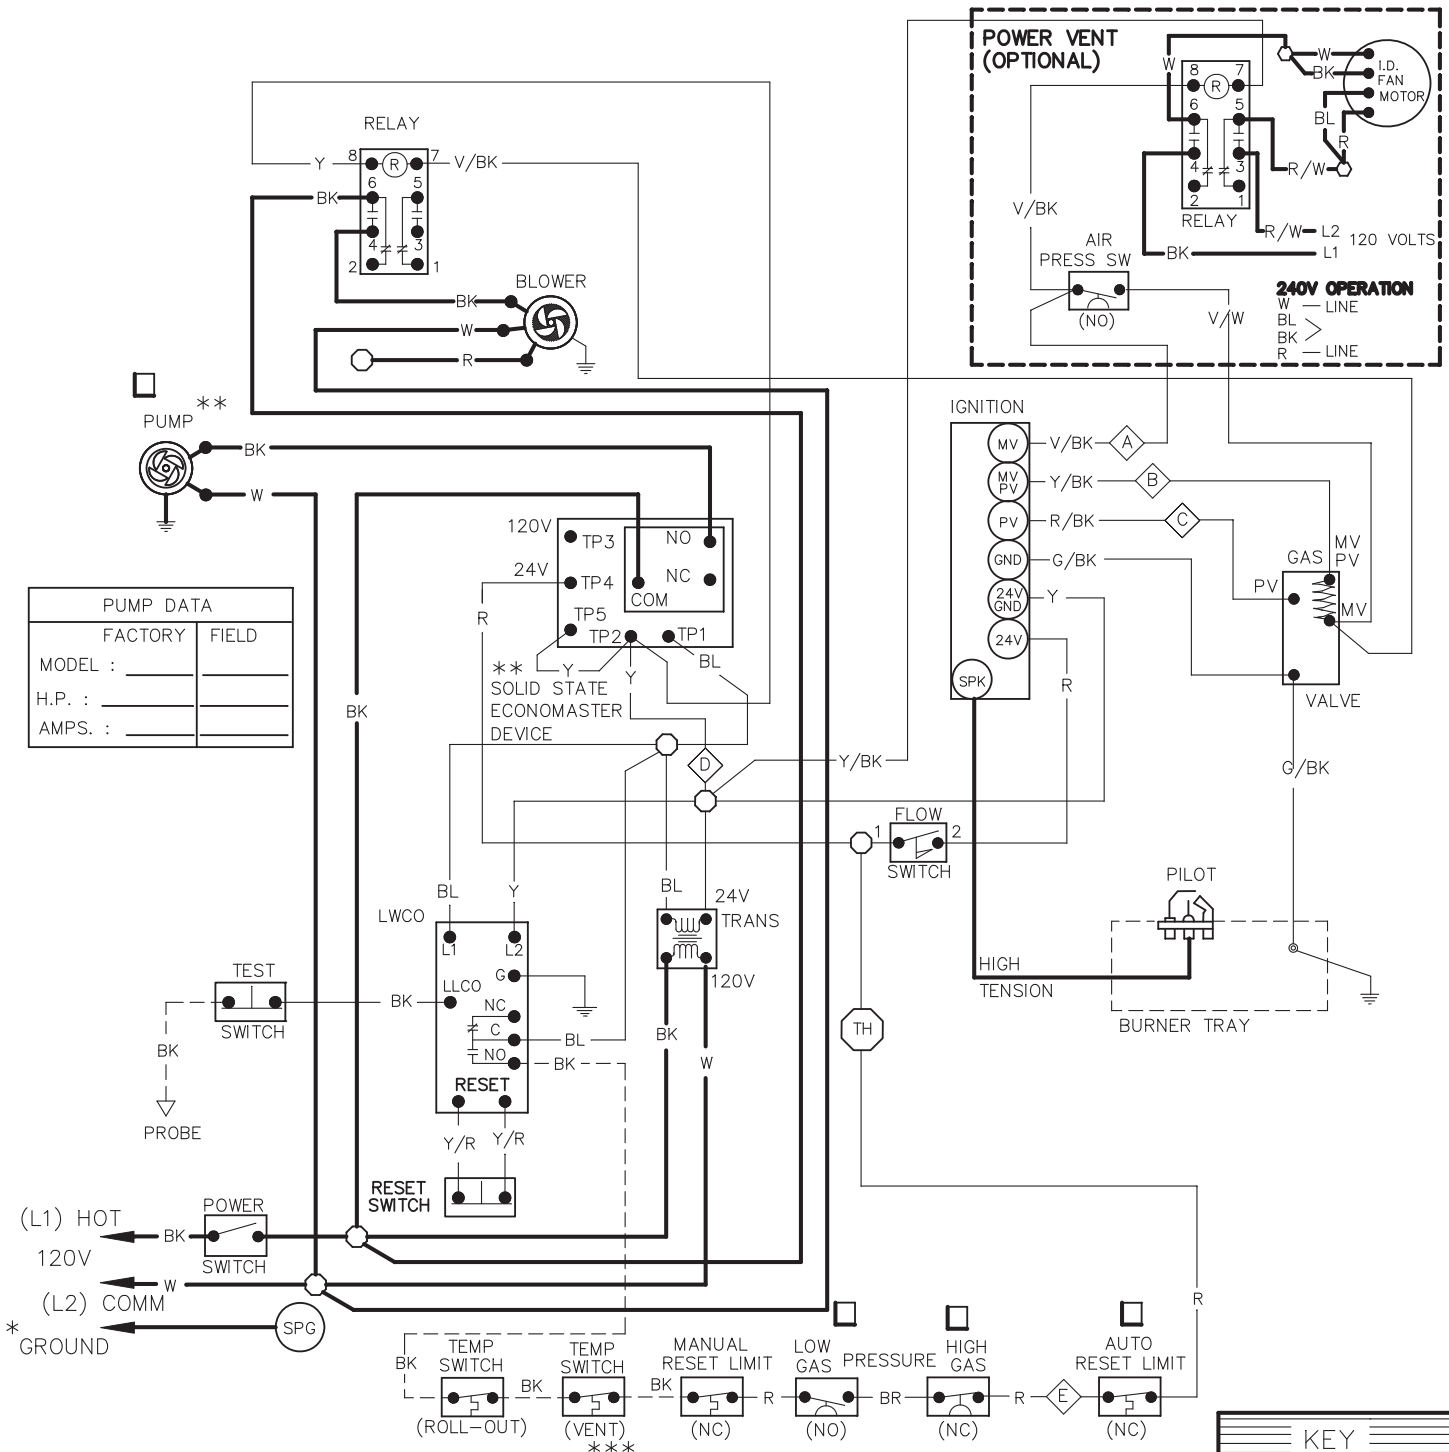 POWER VENT
(OPTIONAL)
W
W
BK
I.D.
FAN
MOTOR
BL
R
8
7
R
6
5
4
3
2
1
RELAY
R/W
R/W
L2
BK
L1
120 VOLTS
V/BK
AIR
PRESS SW
(NO)
V/W
240V OPERATION
W — LINE
BL
BK
R — LINE
RELAY
Y
8
R
7
V/BK
BK
6
5
4
3
2
1
BLOWER
BK
W
R
PUMP
**
BK
W
IGNITION
MV
V/BK
A
MV
PV
Y/BK
B
PV
R/BK
C
GND
G/BK
24V
GND
Y
24V
R
SPK
GAS
MV
PV
PV
MV
VALVE
G/BK
120V
TP3
NO
24V
TP4
NC
COM
R
TP5
TP2
TP1
Y
Y
BL
**
SOLID STATE
ECONOMASTER
DEVICE
D
Y/BK
PUMP DATA
FACTORY
FIELD
MODEL :
H.P. :
AMPS. :
BK
FLOW
1
2
SWITCH
BL
Y
BL
24V
TRANS
120V
LWCO
L1
L2
G
LLCO
BK
NC
C
BL
NO
BK
RESET
Y/R
Y/R
RESET
SWITCH
TEST
SWITCH
BK
PROBE
BK
W
TH
PILOT
HIGH
TENSION
BURNER TRAY
(L1) HOT
BK
POWER
SWITCH
120V
W
(L2) COMM
*
GROUND
SPG
R
BK
TEMP
SWITCH
(ROLL-OUT)
BK
TEMP
SWITCH
(VENT)
***
BK
MANUAL
RESET LIMIT
(NC)
R
LOW
GAS
PRESSURE
(NO)
BR
HIGH
GAS
(NC)
R
E
AUTO
RESET LIMIT
(NC)
KEY